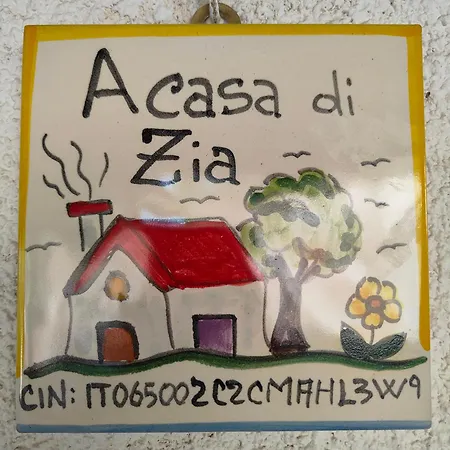 A casa di
Zia
CIN: IT065002C2CMAHL3W9